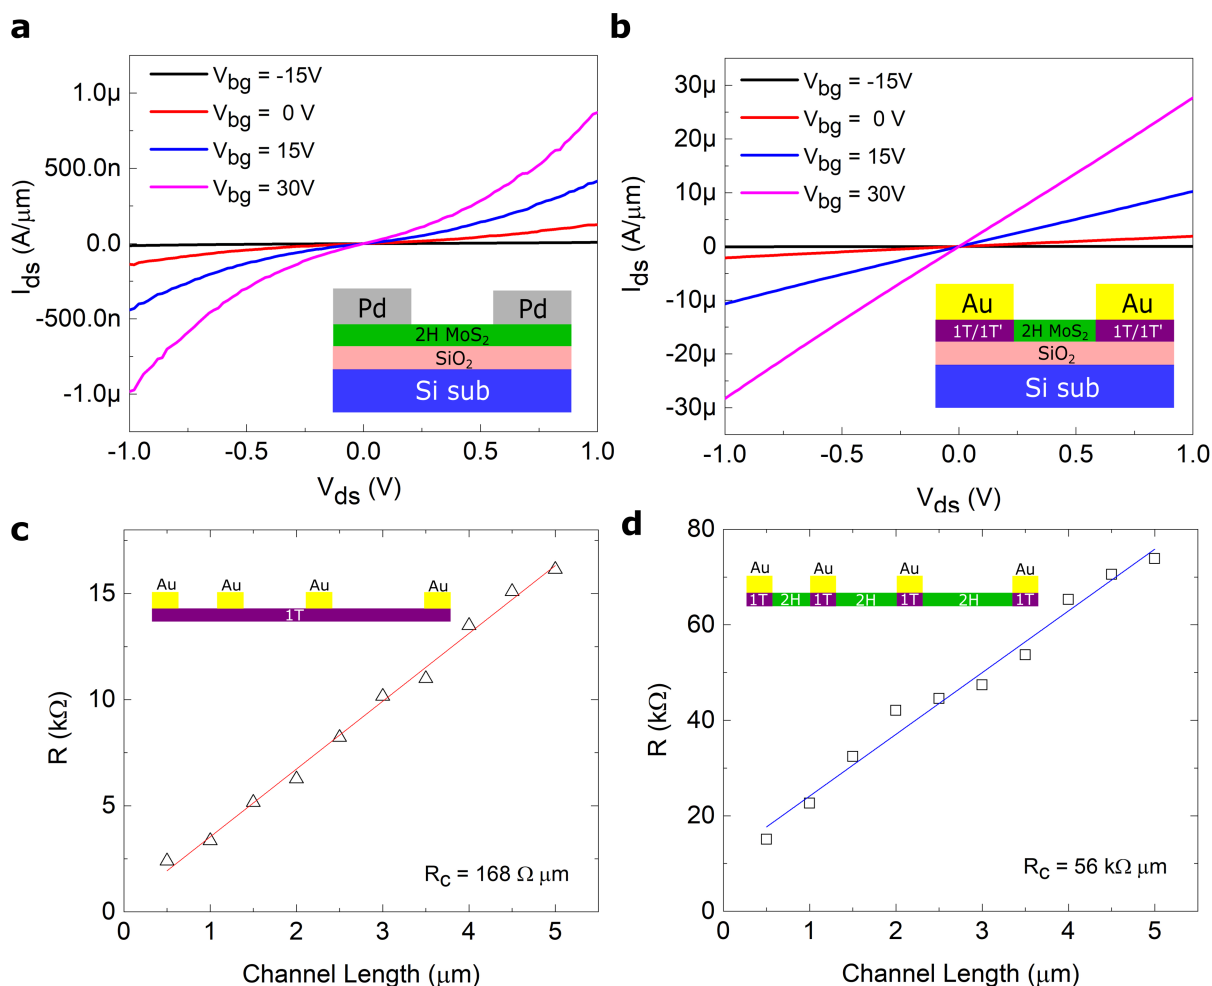 a
V_bg = -15V
V_bg = 0 V
V_bg = 15V
V_bg = 30V
1.0µ
500.0n
0.0
-500.0n
-1.0µ
I_ds (A/µm)
Pd
Pd
2H MoS₂
SiO₂
Si sub
-1.0
-0.5
0.0
0.5
1.0
V_ds (V)
b
V_bg = -15V
V_bg = 0 V
V_bg = 15V
V_bg = 30V
30µ
20µ
10µ
0
-10µ
-20µ
-30µ
I_ds (A/µm)
Au
Au
1T/1T'
2H MoS₂
1T/1T'
SiO₂
Si sub
-1.0
-0.5
0.0
0.5
1.0
V_ds (V)
c
Au
Au
Au
Au
1T
15
10
5
0
R (kΩ)
R_c = 168 Ω µm
0
1
2
3
4
5
Channel Length (µm)
d
Au
Au
Au
Au
1T
2H
1T
2H
1T
2H
1T
80
60
40
20
0
R (kΩ)
R_c = 56 kΩ µm
0
1
2
3
4
5
Channel Length (µm)